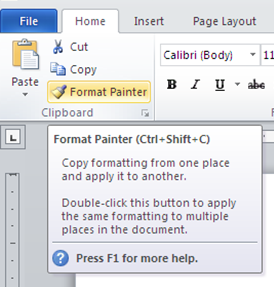 File Home Insert Page Layout
Cut
Copy
Paste
Format Painter
Calibri (Body) 11
B I U abc
Clipboard
L
Format Painter (Ctrl+Shift+C)
Copy formatting from one place
and apply it to another.
Double-click this button to apply
the same formatting to multiple
places in the document.
Press F1 for more help.